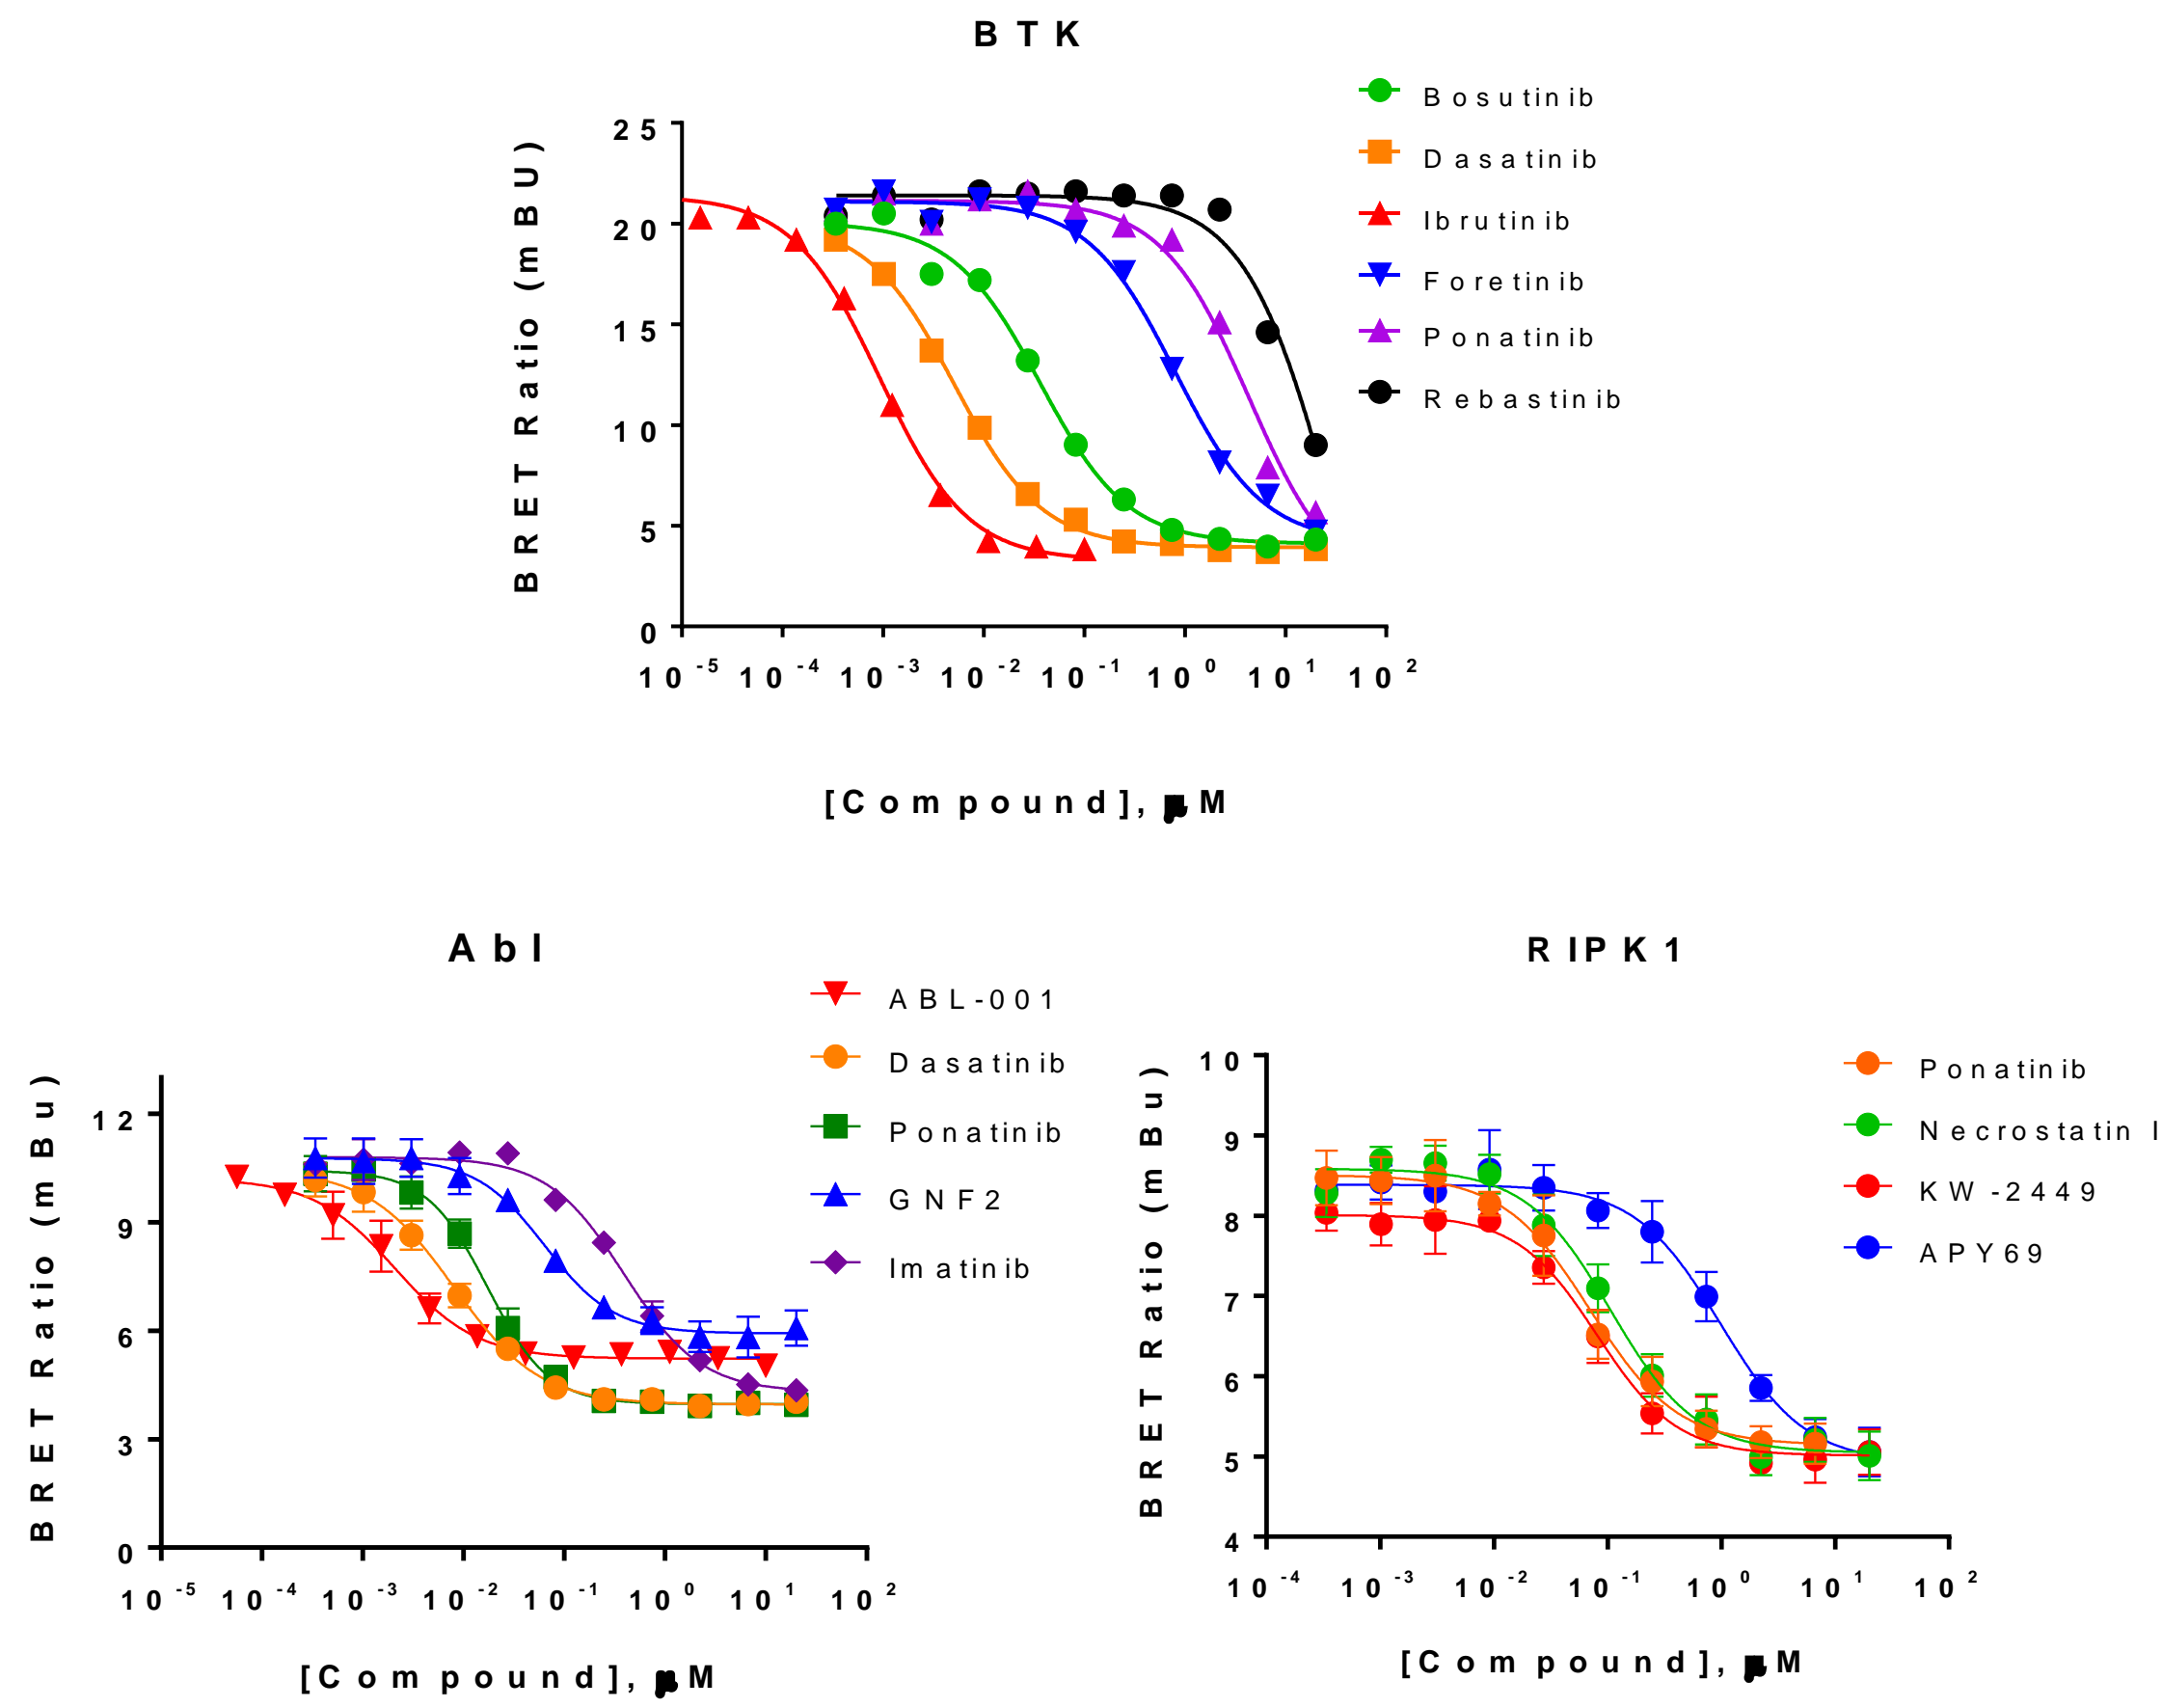 BTK
BRET Ratio (mBU)
25
20
15
10
5
0
10-5 10-4 10-3 10-2 10-1 100 101 102
[Compound], µM
Bosutinib
Dasatinib
Ibrutinib
Foretinib
Ponatinib
Rebastinib
Abl
BRET Ratio (mBu)
12
9
6
3
0
10-5 10-4 10-3 10-2 10-1 100 101 102
[Compound], µM
ABL-001
Dasatinib
Ponatinib
GNF2
Imatinib
RIPK1
BRET Ratio (mBu)
10
9
8
7
6
5
4
10-4 10-3 10-2 10-1 100 101 102
[Compound], µM
Ponatinib
Necrostatin I
KW-2449
APY69